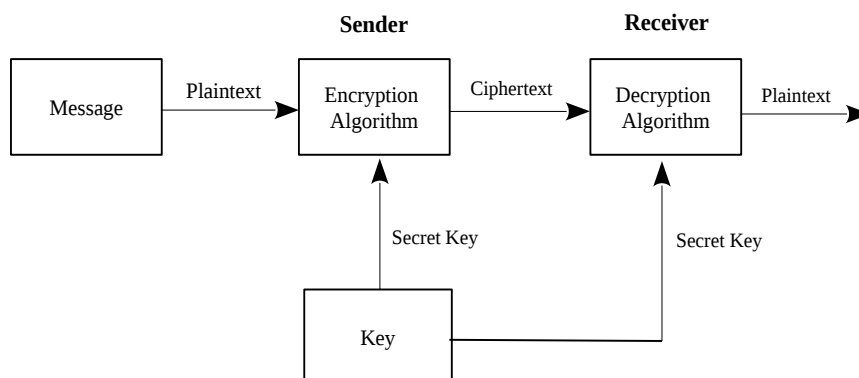 Sender
Receiver
Message
Plaintext
Encryption
Algorithm
Ciphertext
Decryption
Algorithm
Plaintext
Secret Key
Secret Key
Key